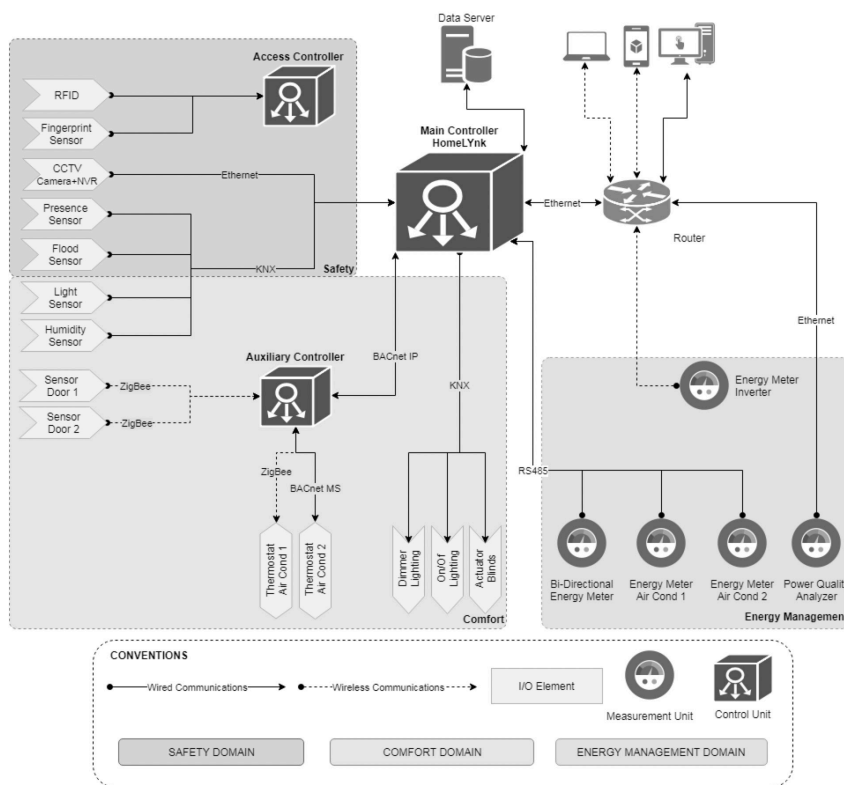 Data Server
Access Controller
RFID
Fingerprint
Sensor
Main Controller
HomeLYnk
CCTV
Camera+NVR
Ethernet
Presence
Sensor
Ethernet
Router
Flood
Sensor
KNX
Safety
Light
Sensor
Humidity
Sensor
Ethernet
BACnet IP
Auxiliary Controller
KNX
Sensor
Door 1
ZigBee
Sensor
Door 2
ZigBee
Energy Meter
Inverter
ZigBee
BACnet MS
RS485
Thermostat
Air Cond 1
Thermostat
Air Cond 2
Dimmer
Lighting
On/Of
Lighting
Actuator
Blinds
Comfort
Bi-Directional
Energy Meter
Energy Meter
Air Cond 1
Energy Meter
Air Cond 2
Power Quality
Analyzer
Energy Management
CONVENTIONS
Wired Communications
Wireless Communications
I/O Element
Measurement Unit
Control Unit
SAFETY DOMAIN
COMFORT DOMAIN
ENERGY MANAGEMENT DOMAIN